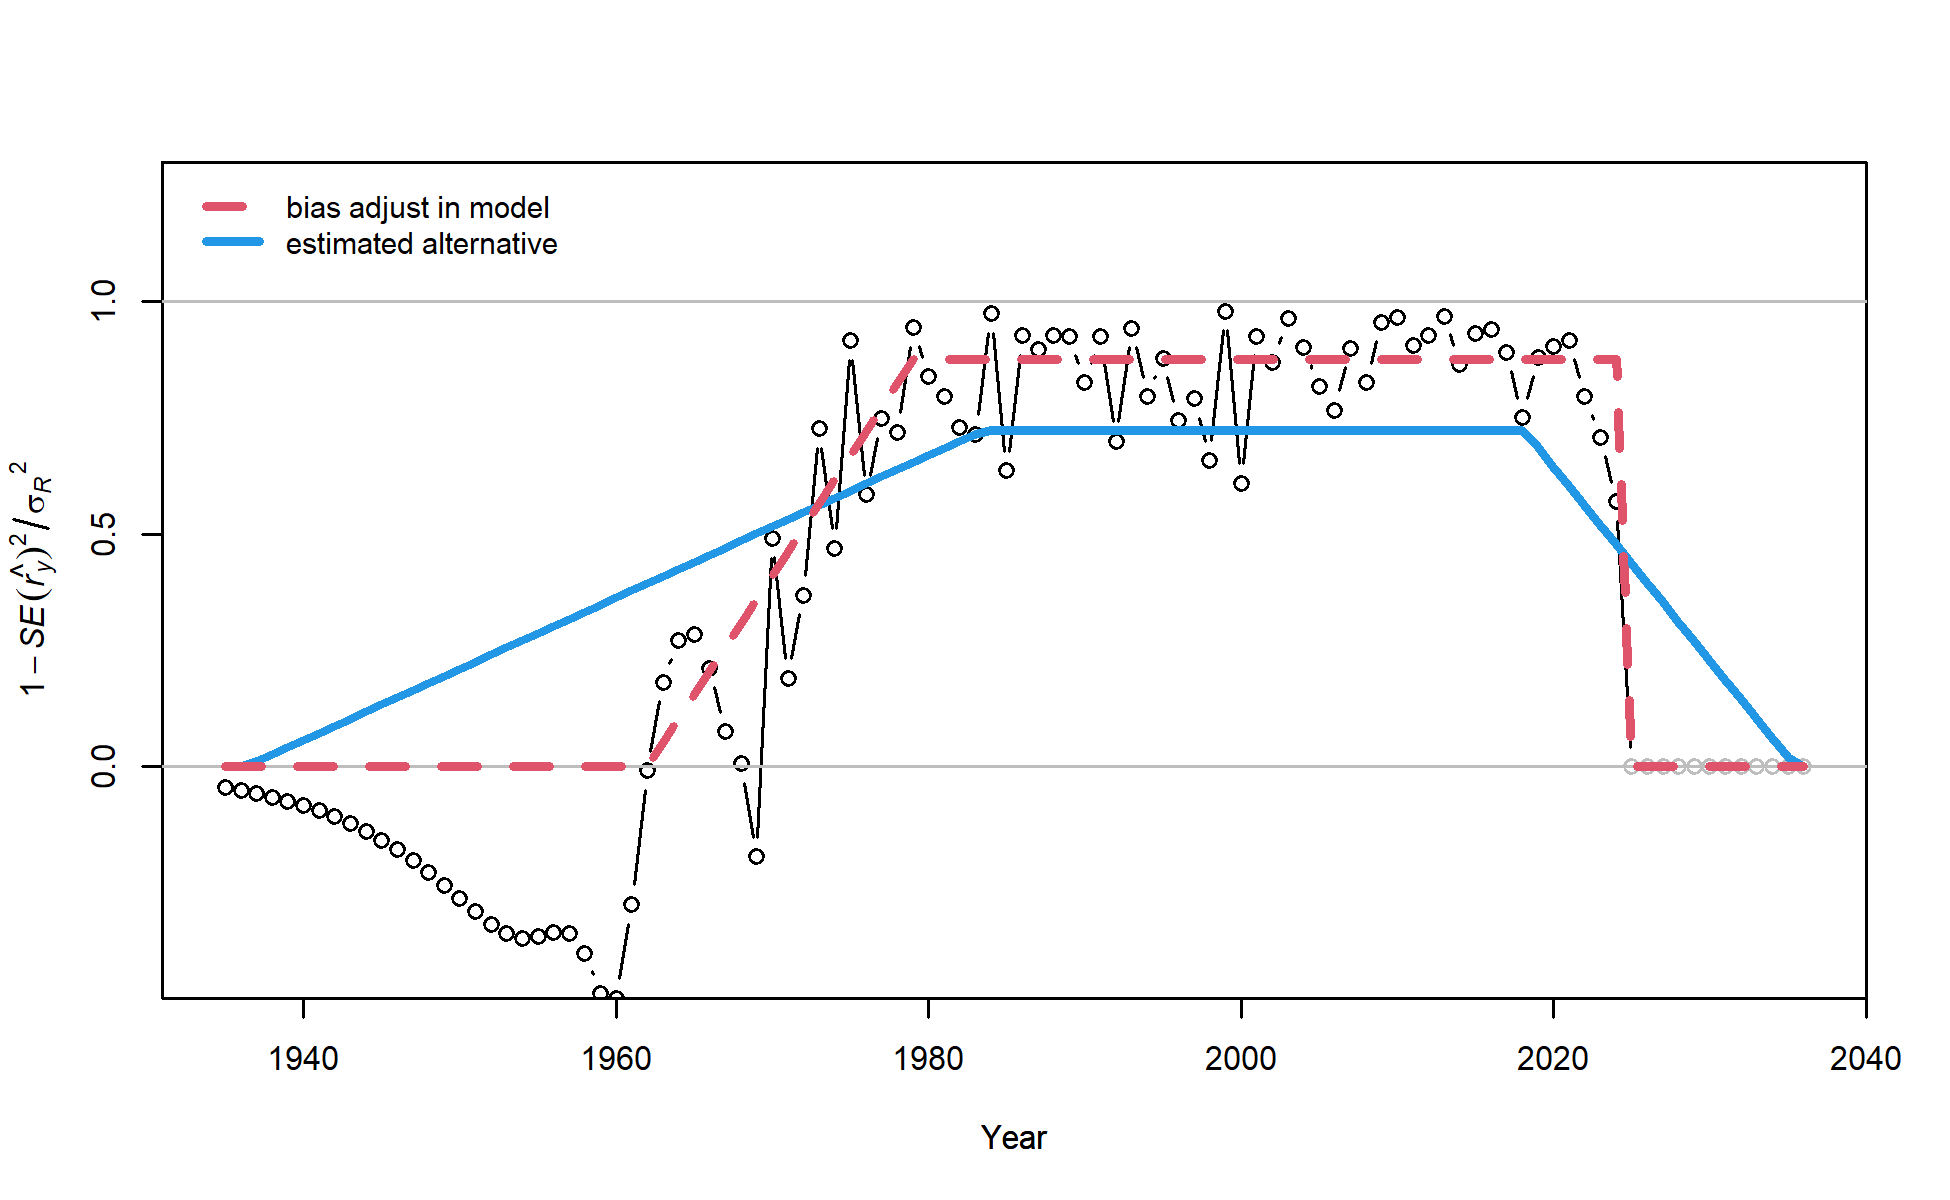 bias adjust in model
estimated alternative
1.0
0.5
0.0
1 − SE(r̂y)² / σR²
1940 1960 1980 2000 2020 2040
Year